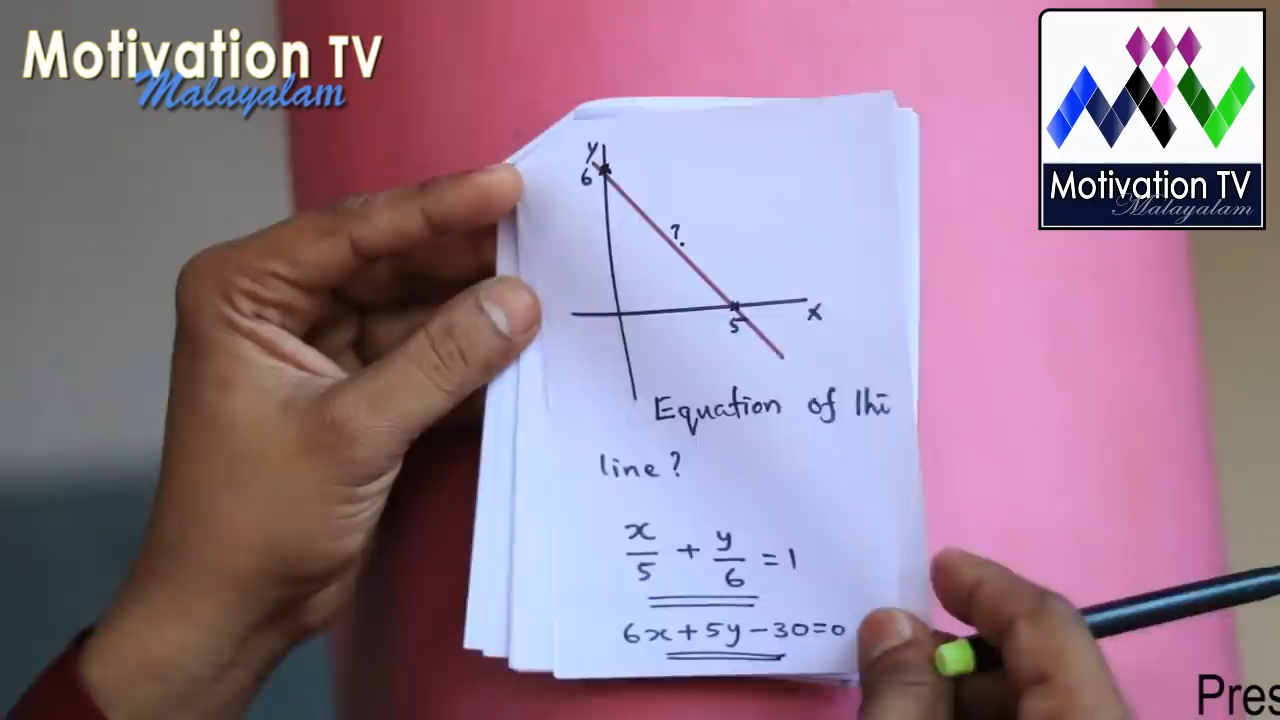 Motivation TV
Malayalam
Motivation TV
Malayalam
y
6
?
x
5
Equation of
line?
x/5 + y/6 = 1
6x+5y-30=0
Pres